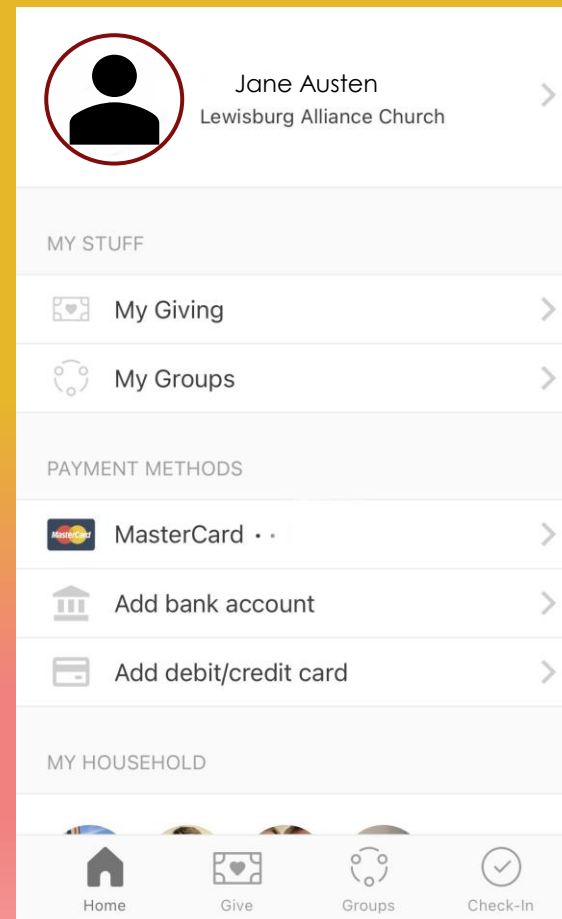 Jane Austen
Lewisburg Alliance Church
MY STUFF
My Giving
My Groups
PAYMENT METHODS
MasterCard MasterCard • •
Add bank account
Add debit/credit card
MY HOUSEHOLD
Home Give Groups Check-In